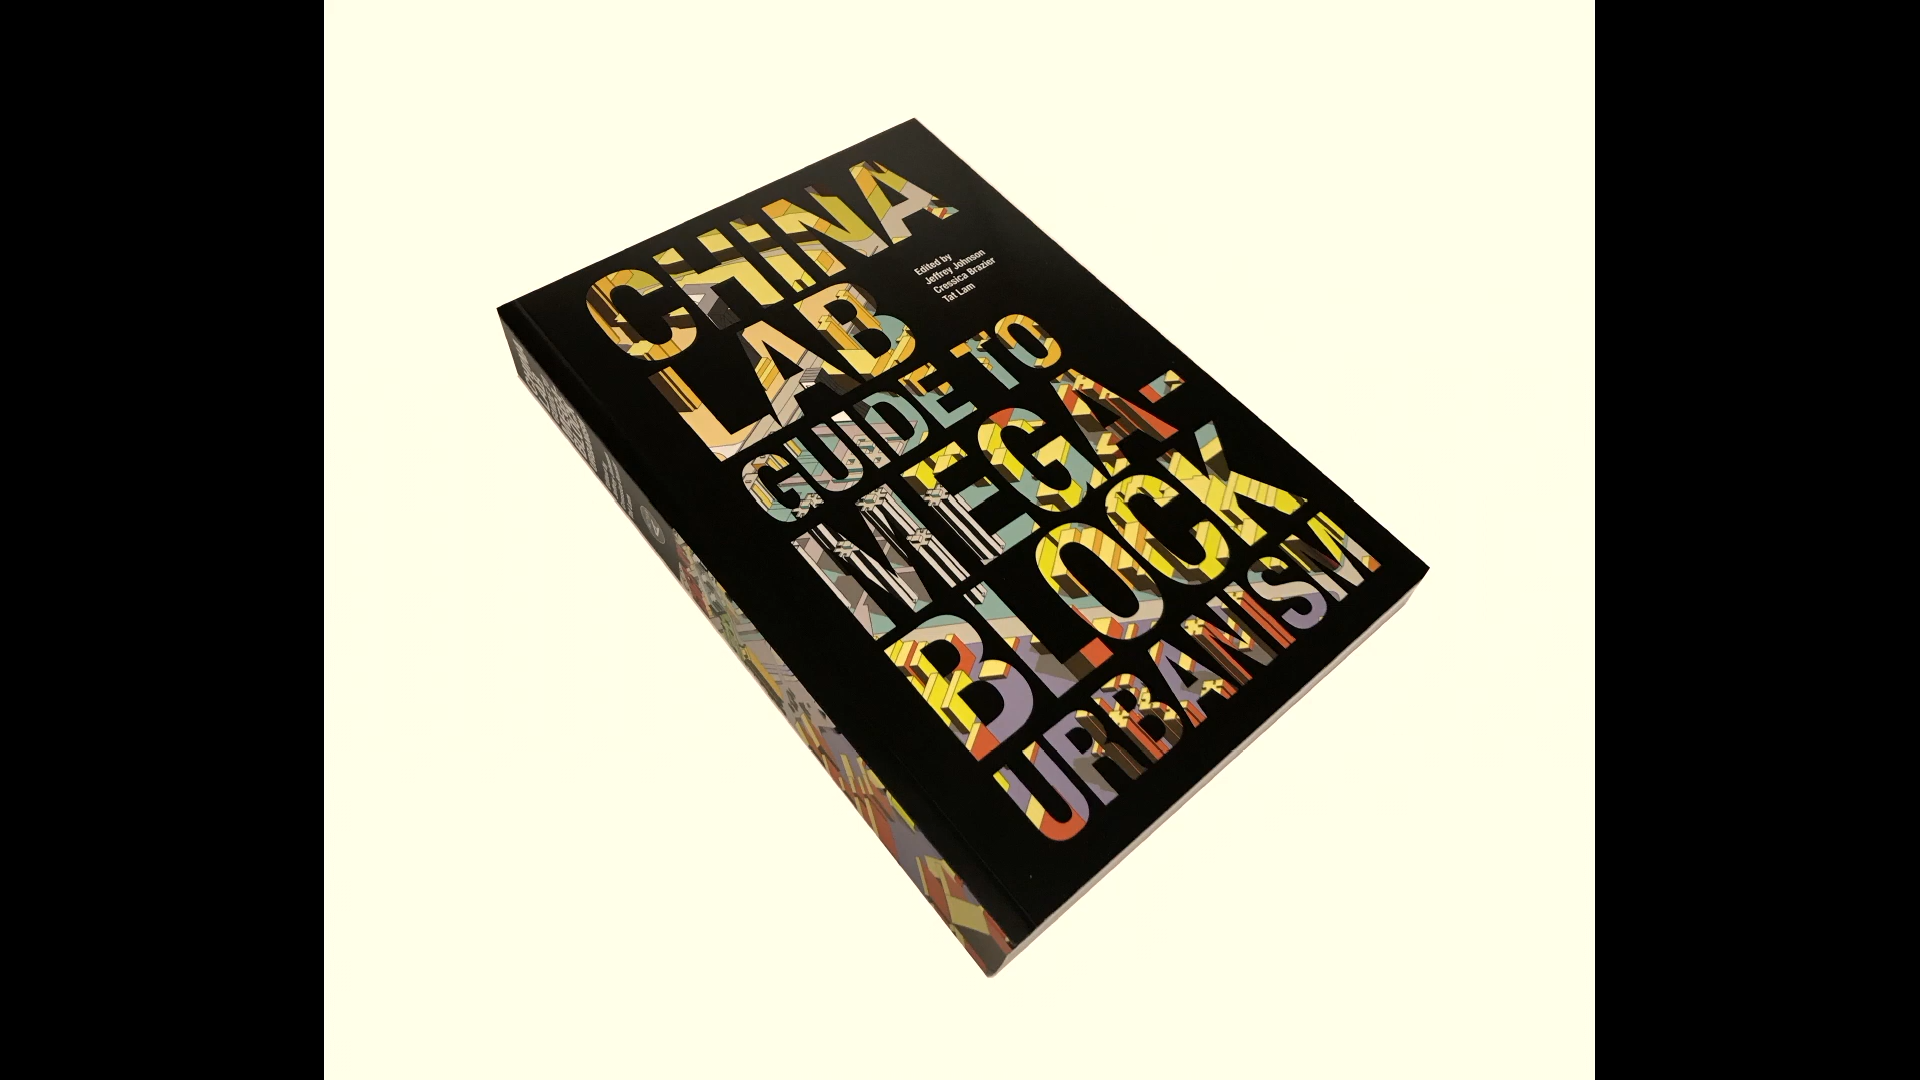 CHINA
LAB
Edited by
Jeffrey Johnson
Cressica Brazier
Tat Lam
GUIDE TO
MEGA-
BLOCK
URBANISM